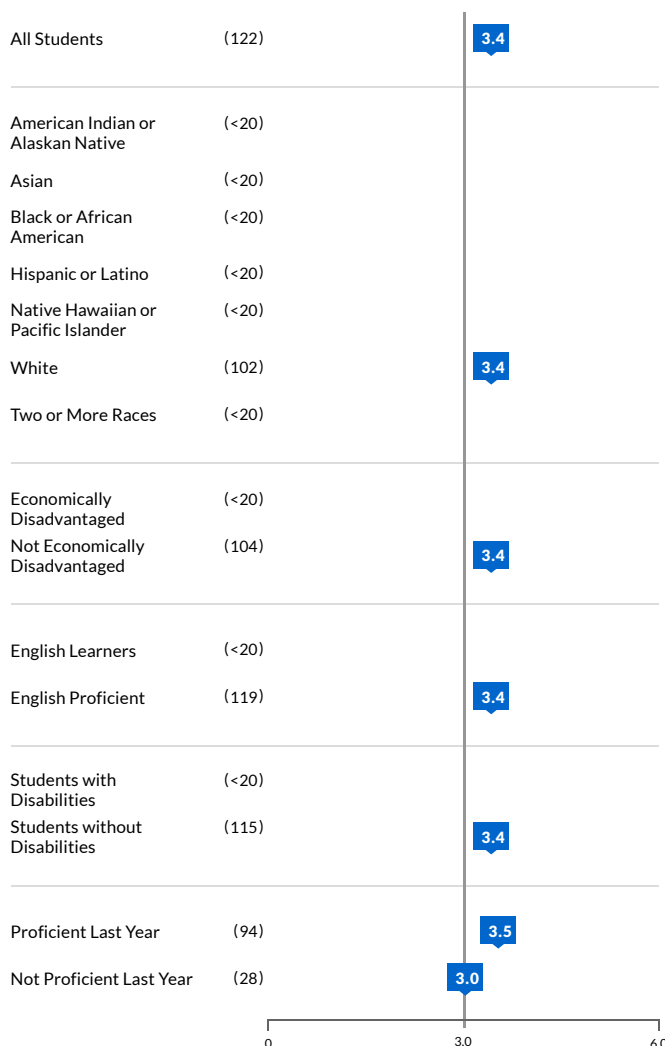 All Students (122) 3.4
American Indian or (<20)
Alaskan Native
Asian (<20)
Black or African (<20)
American
Hispanic or Latino (<20)
Native Hawaiian or (<20)
Pacific Islander
White (102) 3.4
Two or More Races (<20)
Economically (<20)
Disadvantaged
Not Economically (104) 3.4
Disadvantaged
English Learners (<20)
English Proficient (119) 3.4
Students with (<20)
Disabilities
Students without (115) 3.4
Disabilities
Proficient Last Year (94) 3.5
Not Proficient Last Year (28) 3.0
0 3.0 6.0